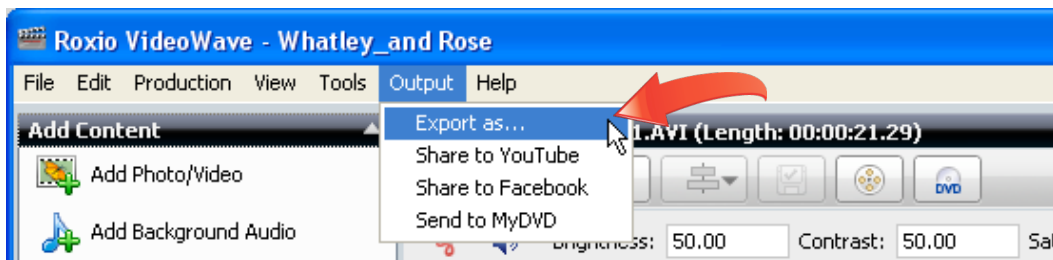 Roxio VideoWave - Whatley_and Rose
File Edit Production View Tools Output Help
Add Content
Export as...
1.AVI (Length: 00:00:21.29)
Add Photo/Video
Share to YouTube
Share to Facebook
DVD
Add Background Audio
Send to MyDVD
Brightness: 50.00 Contrast: 50.00